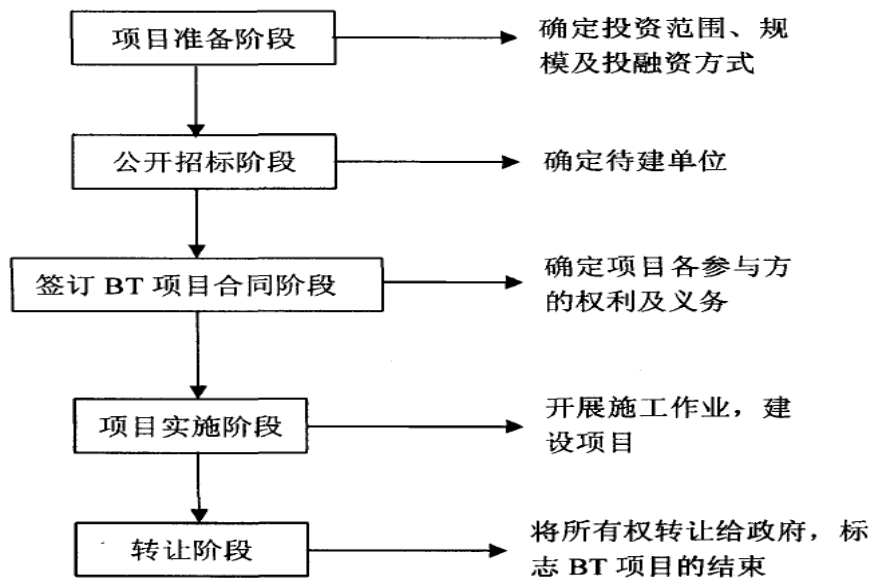 项目准备阶段
确定投资范围、规
模及投融资方式
公开招标阶段
确定待建单位
签订 BT 项目合同阶段
确定项目各参与方
的权利及义务
项目实施阶段
开展施工作业，建
设项目
转让阶段
将所有权转让给政府，标
志 BT 项目的结束